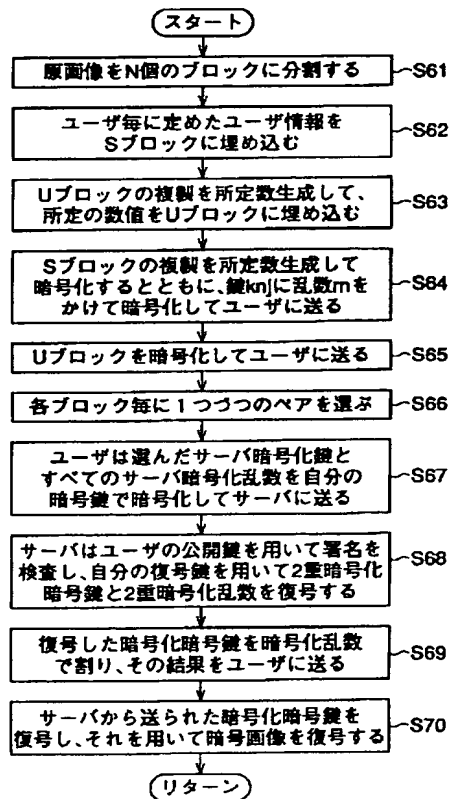 スタート
原画像をN個のブロックに分割する
S61
ユーザ毎に定めたユーザ情報を
Sブロックに埋め込む
S62
Uブロックの複製を所定数生成して、
所定の数値をUブロックに埋め込む
S63
Sブロックの複製を所定数生成して
暗号化するとともに、鍵knjに乱数rnを
かけて暗号化してユーザに送る
S64
Uブロックを暗号化してユーザに送る
S65
各ブロック毎に1つづつのペアを選ぶ
S66
ユーザは選んだサーバ暗号化鍵と
すべてのサーバ暗号化乱数を自分の
暗号鍵で暗号化してサーバに送る
S67
サーバはユーザの公開鍵を用いて署名を
検査し、自分の復号鍵を用いて2重暗号化
暗号鍵と2重暗号化乱数を復号する
S68
復号した暗号化暗号鍵を暗号化乱数
で割り、その結果をユーザに送る
S69
サーバから送られた暗号化暗号鍵を
復号し、それを用いて暗号画像を復号する
S70
リターン